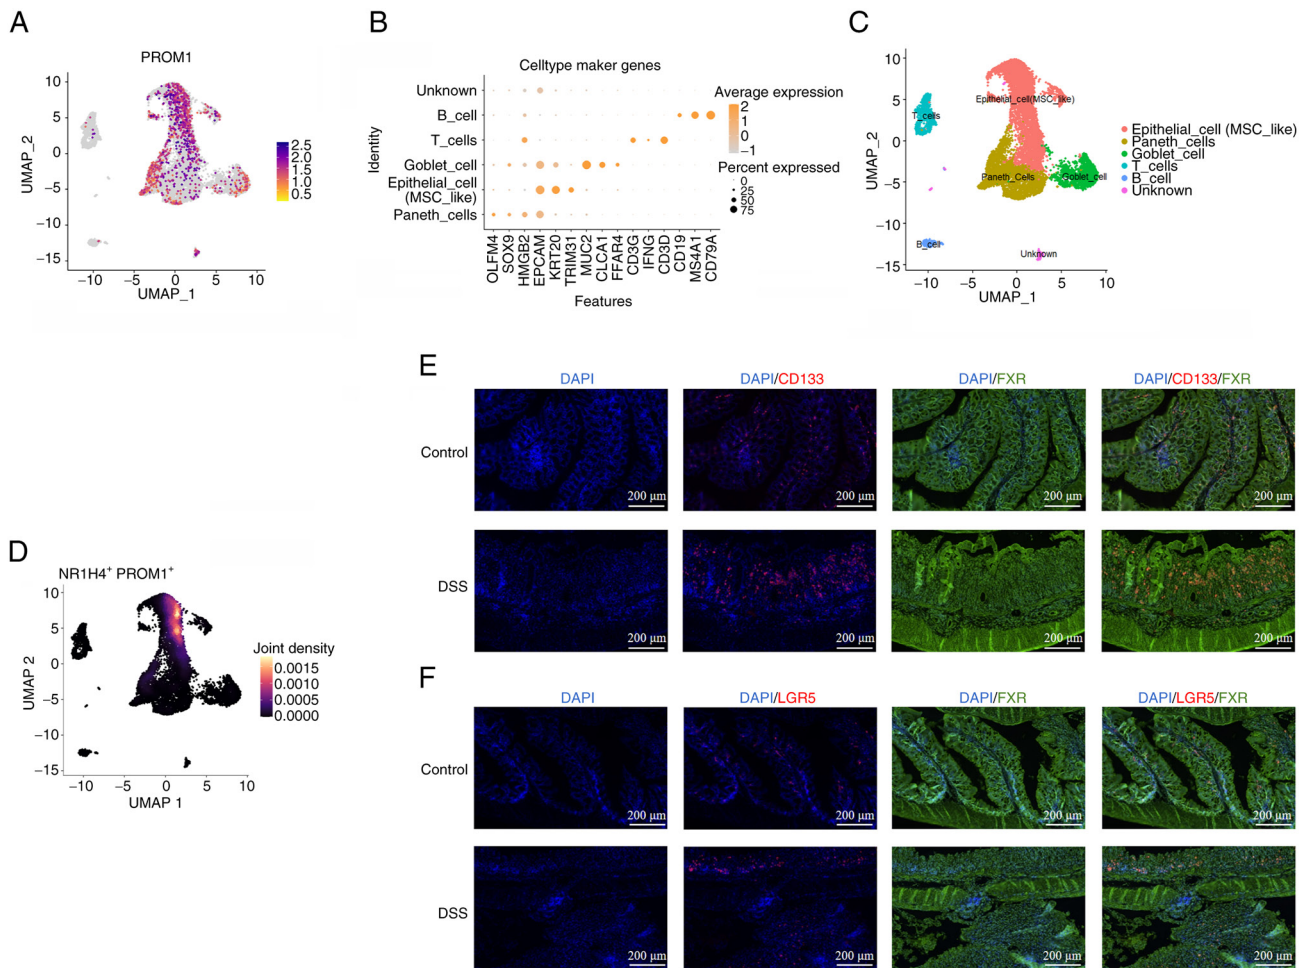 A
PROM1
10
5
0
−5
−10
−15
UMAP_2
−10
−5
0
5
10
UMAP_1
2.5
2.0
1.5
1.0
0.5
B
Celltype maker genes
Identity
Unknown
B_cell
T_cells
Goblet_cell
Epithelial_cell
(MSC_like)
Paneth_cells
OLFM4
SOX9
HMGB2
EPCAM
KRT20
TRIM31
MUC2
CLCA1
FFAR4
CD3G
IFNG
CD3D
CD19
MS4A1
CD79A
Features
Average expression
2
1
0
−1
Percent expressed
0
25
50
75
C
10
5
0
−5
−10
−15
UMAP_2
−10
−5
0
5
10
UMAP_1
Epithelial_cell(MSC_like)
T_cells
Paneth_Cells
Goblet_cell
B_cell
Unknown
Epithelial_cell (MSC_like)
Paneth_cells
Goblet_cell
T_cells
B_cell
Unknown
D
NR1H4+ PROM1+
10
5
0
−5
−10
−15
UMAP 2
−10
−5
0
5
10
UMAP 1
Joint density
0.0015
0.0010
0.0005
0.0000
E
DAPI
DAPI/CD133
DAPI/FXR
DAPI/CD133/FXR
Control
200 μm
200 μm
200 μm
200 μm
DSS
200 μm
200 μm
200 μm
200 μm
F
DAPI
DAPI/LGR5
DAPI/FXR
DAPI/LGR5/FXR
Control
200 μm
200 μm
200 μm
200 μm
DSS
200 μm
200 μm
200 μm
200 μm